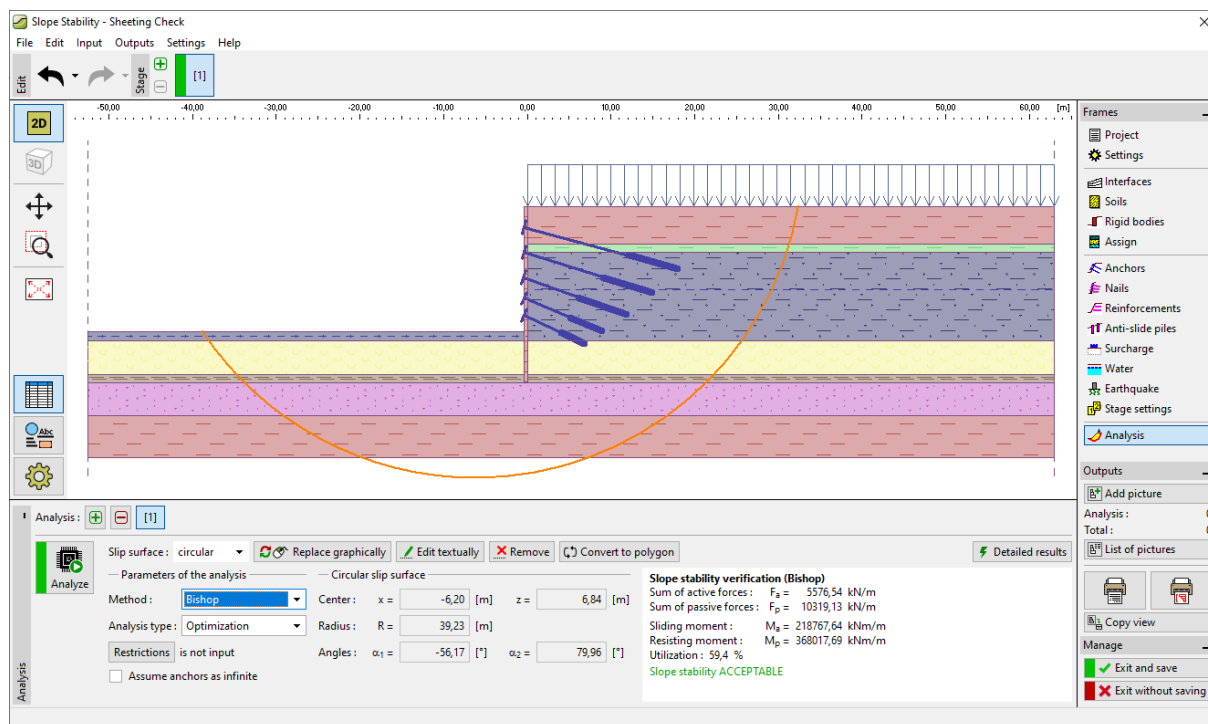 Slope Stability - Sheeting Check
File Edit Input Outputs Settings Help
Edit
Stage
[1]
-50,00 -40,00 -30,00 -20,00 -10,00 0,00 10,00 20,00 30,00 40,00 50,00 60,00 [m]
2D
3D
Abc
Frames
Project
Settings
Interfaces
Soils
Rigid bodies
Assign
Anchors
Nails
Reinforcements
Anti-slide piles
Surcharge
Water
Earthquake
Stage settings
Analysis
Outputs
Add picture
Analysis :
Total :
List of pictures
Copy view
Manage
Exit and save
Exit without saving
Analysis
Analysis : [1]
Analyze
Slip surface : circular Replace graphically Edit textually Remove Convert to polygon Detailed results
Parameters of the analysis
Method : Bishop
Analysis type : Optimization
Restrictions is not input
Assume anchors as infinite
Circular slip surface
Center : x = -6,20 [m] z = 6,84 [m]
Radius : R = 39,23 [m]
Angles : α1 = -56,17 [°] α2 = 79,96 [°]
Slope stability verification (Bishop)
Sum of active forces : Fa = 5576,54 kN/m
Sum of passive forces : Fp = 10319,13 kN/m
Sliding moment : Ma = 218767,64 kNm/m
Resisting moment : Mp = 368017,69 kNm/m
Utilization : 59,4 %
Slope stability ACCEPTABLE